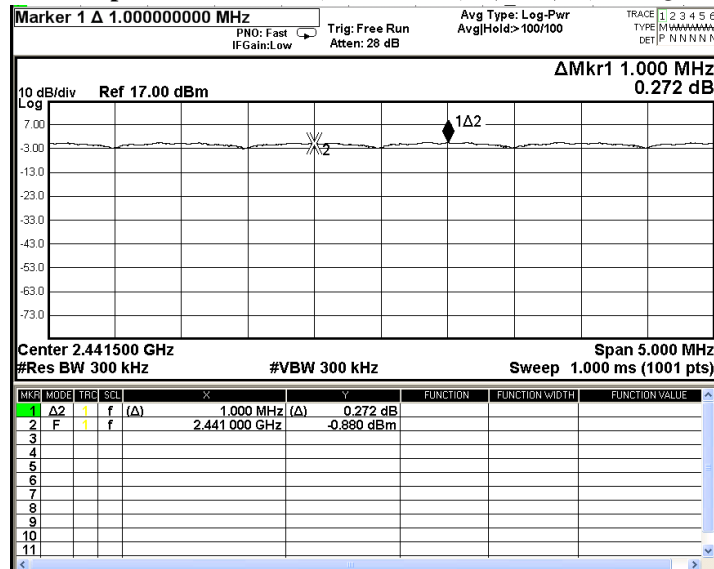 Marker 1 Δ 1.000000000 MHz
PNO: Fast
IFGain:Low
Trig: Free Run
Atten: 28 dB
Avg Type: Log-Pwr
Avg|Hold:> 100/100
TRACE 1 2 3 4 5 6
TYPE M
DET P N N N N N
ΔMkr1 1.000 MHz
0.272 dB
10 dB/div Ref 17.00 dBm
Log
7.00
1Δ2
-3.00
2
-13.0
-23.0
-33.0
-43.0
-53.0
-63.0
-73.0
Center 2.441500 GHz Span 5.000 MHz
#Res BW 300 kHz #VBW 300 kHz Sweep 1.000 ms (1001 pts)
MKR MODE TRC SCL X Y FUNCTION FUNCTION WIDTH FUNCTION VALUE
1 Δ2 1 f (Δ) 1.000 MHz (Δ) 0.272 dB
2 F 1 f 2.441 000 GHz -0.880 dBm
3
4
5
6
7
8
9
10
11